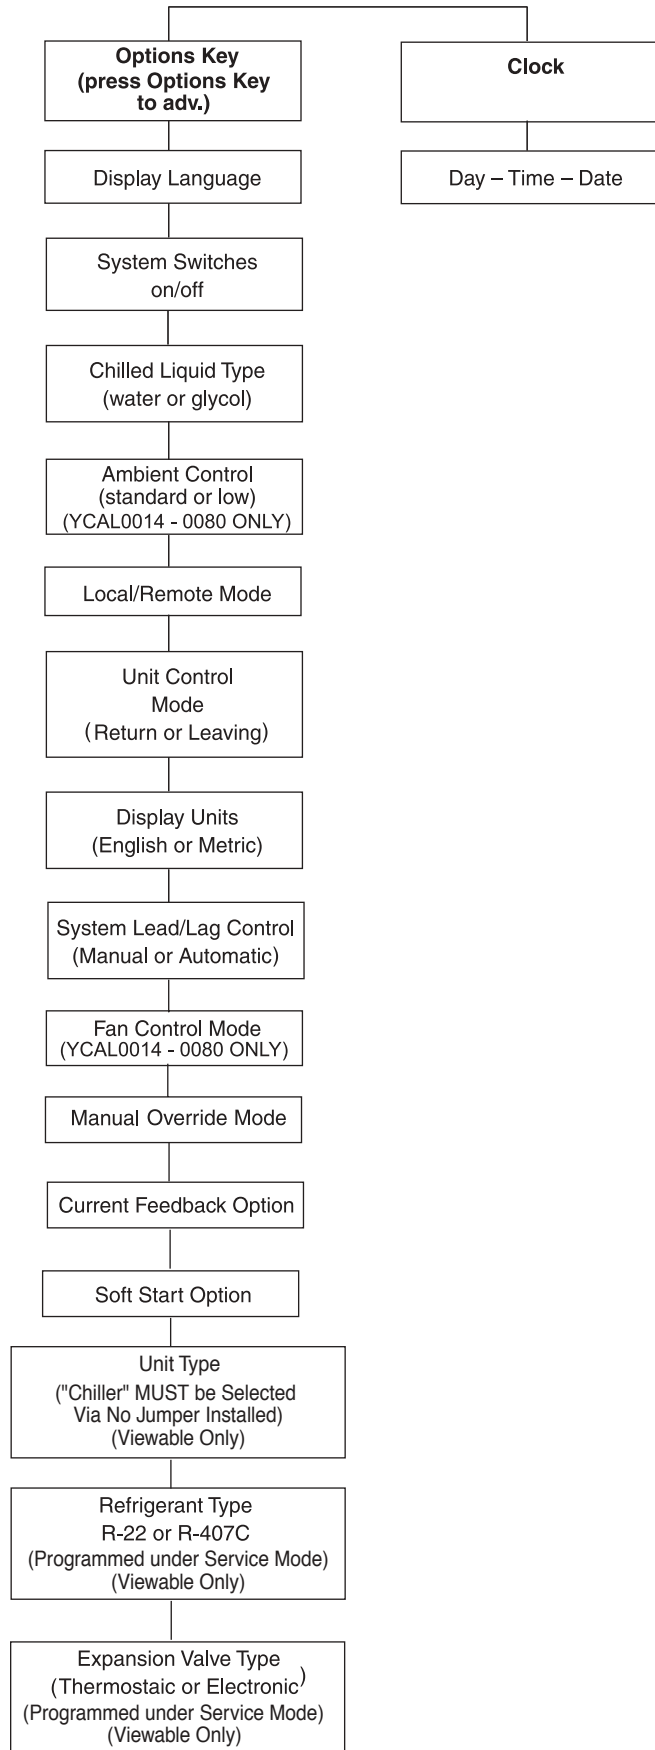 Options Key
(press Options Key
to adv.)
Clock
Display Language
Day – Time – Date
System Switches
on/off
Chilled Liquid Type
(water or glycol)
Ambient Control
(standard or low)
(YCAL0014 - 0080 ONLY)
Local/Remote Mode
Unit Control
Mode
(Return or Leaving)
Display Units
(English or Metric)
System Lead/Lag Control
(Manual or Automatic)
Fan Control Mode
(YCAL0014 - 0080 ONLY)
Manual Override Mode
Current Feedback Option
Soft Start Option
Unit Type
("Chiller" MUST be Selected
Via No Jumper Installed)
(Viewable Only)
Refrigerant Type
R-22 or R-407C
(Programmed under Service Mode)
(Viewable Only)
Expansion Valve Type
(Thermostaic or Electronic)
(Programmed under Service Mode)
(Viewable Only)